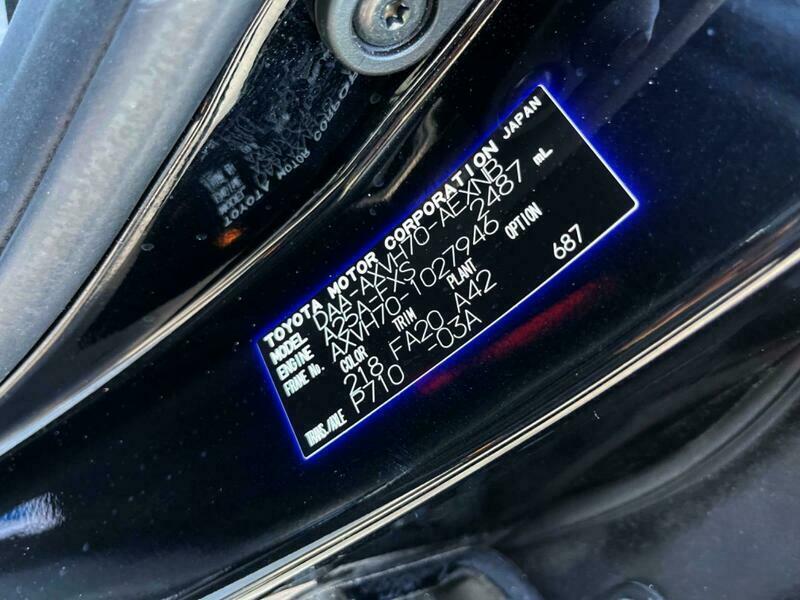 TOYOTA MOTOR CORPORATION JAPAN
MODEL DAA-AXVH70-AEXNB
ENGINE A25A-FXS 2487 mL
FRAME No. AXVH70-1027946
COLOR TRIM PLANT OPTION
218 FA20 A42 687
TRANS./AXLE P710 -03A